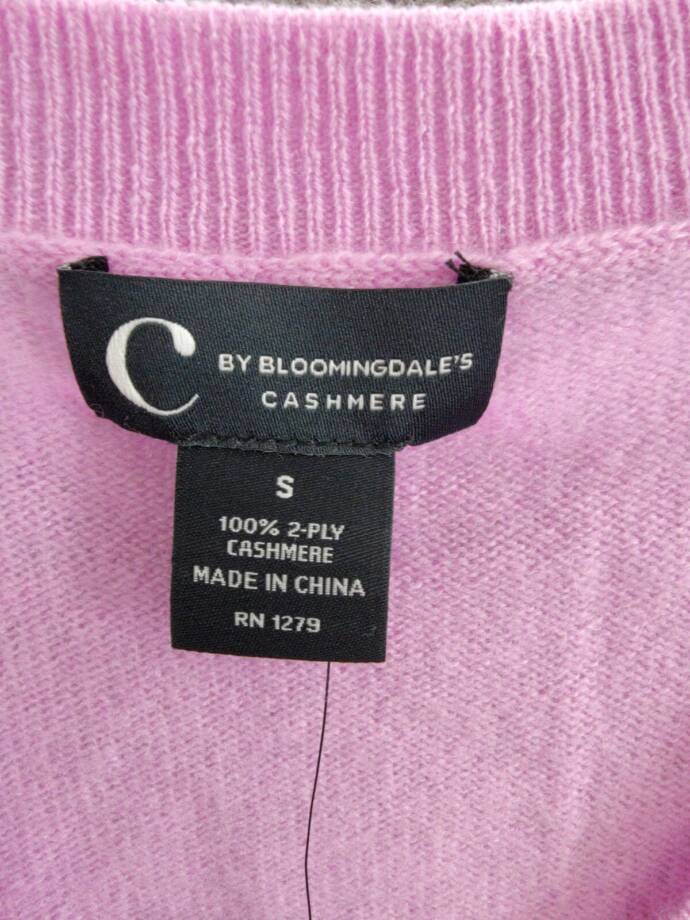 C BY BLOOMINGDALE'S
CASHMERE
S
100% 2-PLY
CASHMERE
MADE IN CHINA
RN 1279